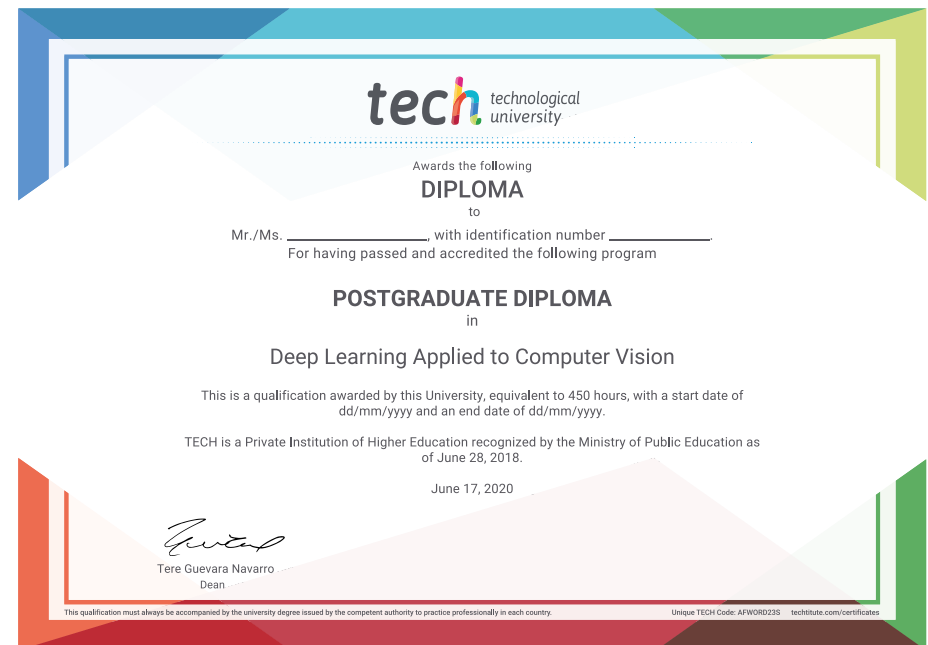 tech technological
university
Awards the following
DIPLOMA
to
Mr./Ms. ____________, with identification number ____________.
For having passed and accredited the following program
POSTGRADUATE DIPLOMA
in
Deep Learning Applied to Computer Vision
This is a qualification awarded by this University, equivalent to 450 hours, with a start date of
dd/mm/yyyy and an end date of dd/mm/yyyy.
TECH is a Private Institution of Higher Education recognized by the Ministry of Public Education as
of June 28, 2018.
June 17, 2020
Tere Guevara Navarro
Dean
This qualification must always be accompanied by the university degree issued by the competent authority to practice professionally in each country.
Unique TECH Code: AFWORD23S techtitute.com/certificates